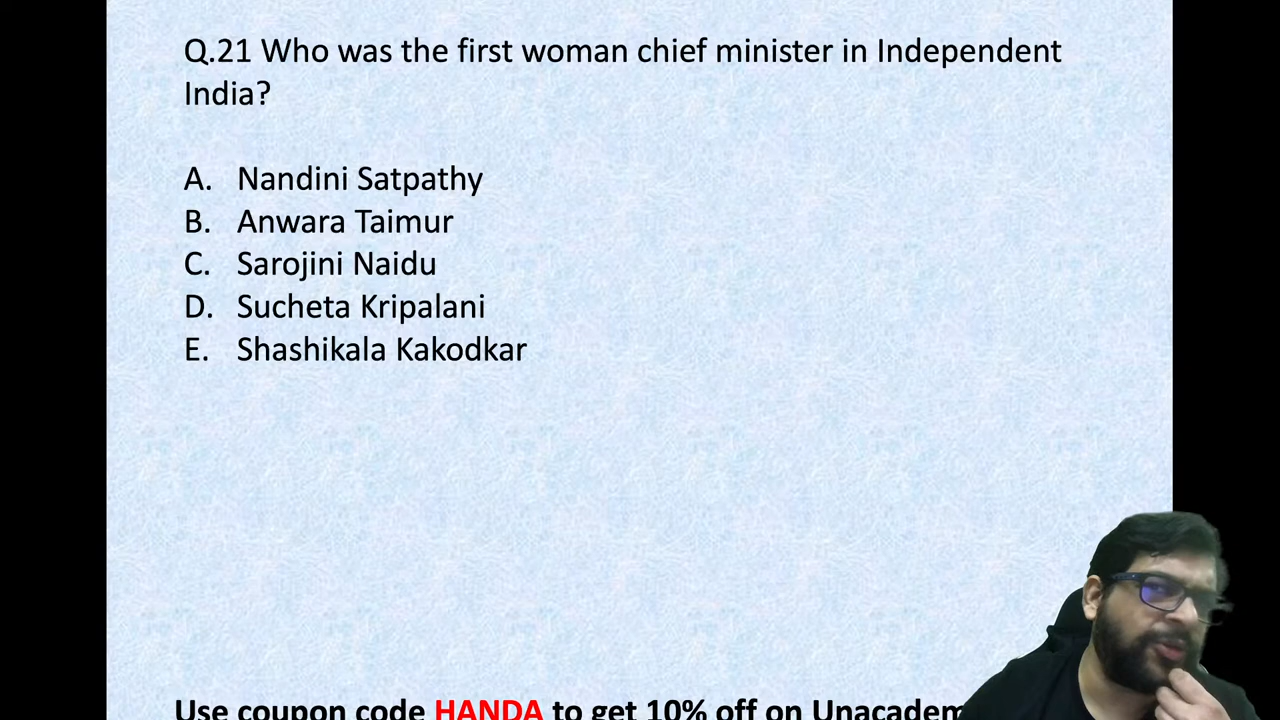 Q.21 Who was the first woman chief minister in Independent
India?
A. Nandini Satpathy
B. Anwara Taimur
C. Sarojini Naidu
D. Sucheta Kripalani
E. Shashikala Kakodkar
Use coupon code HANDA to get 10% off on Unacadem